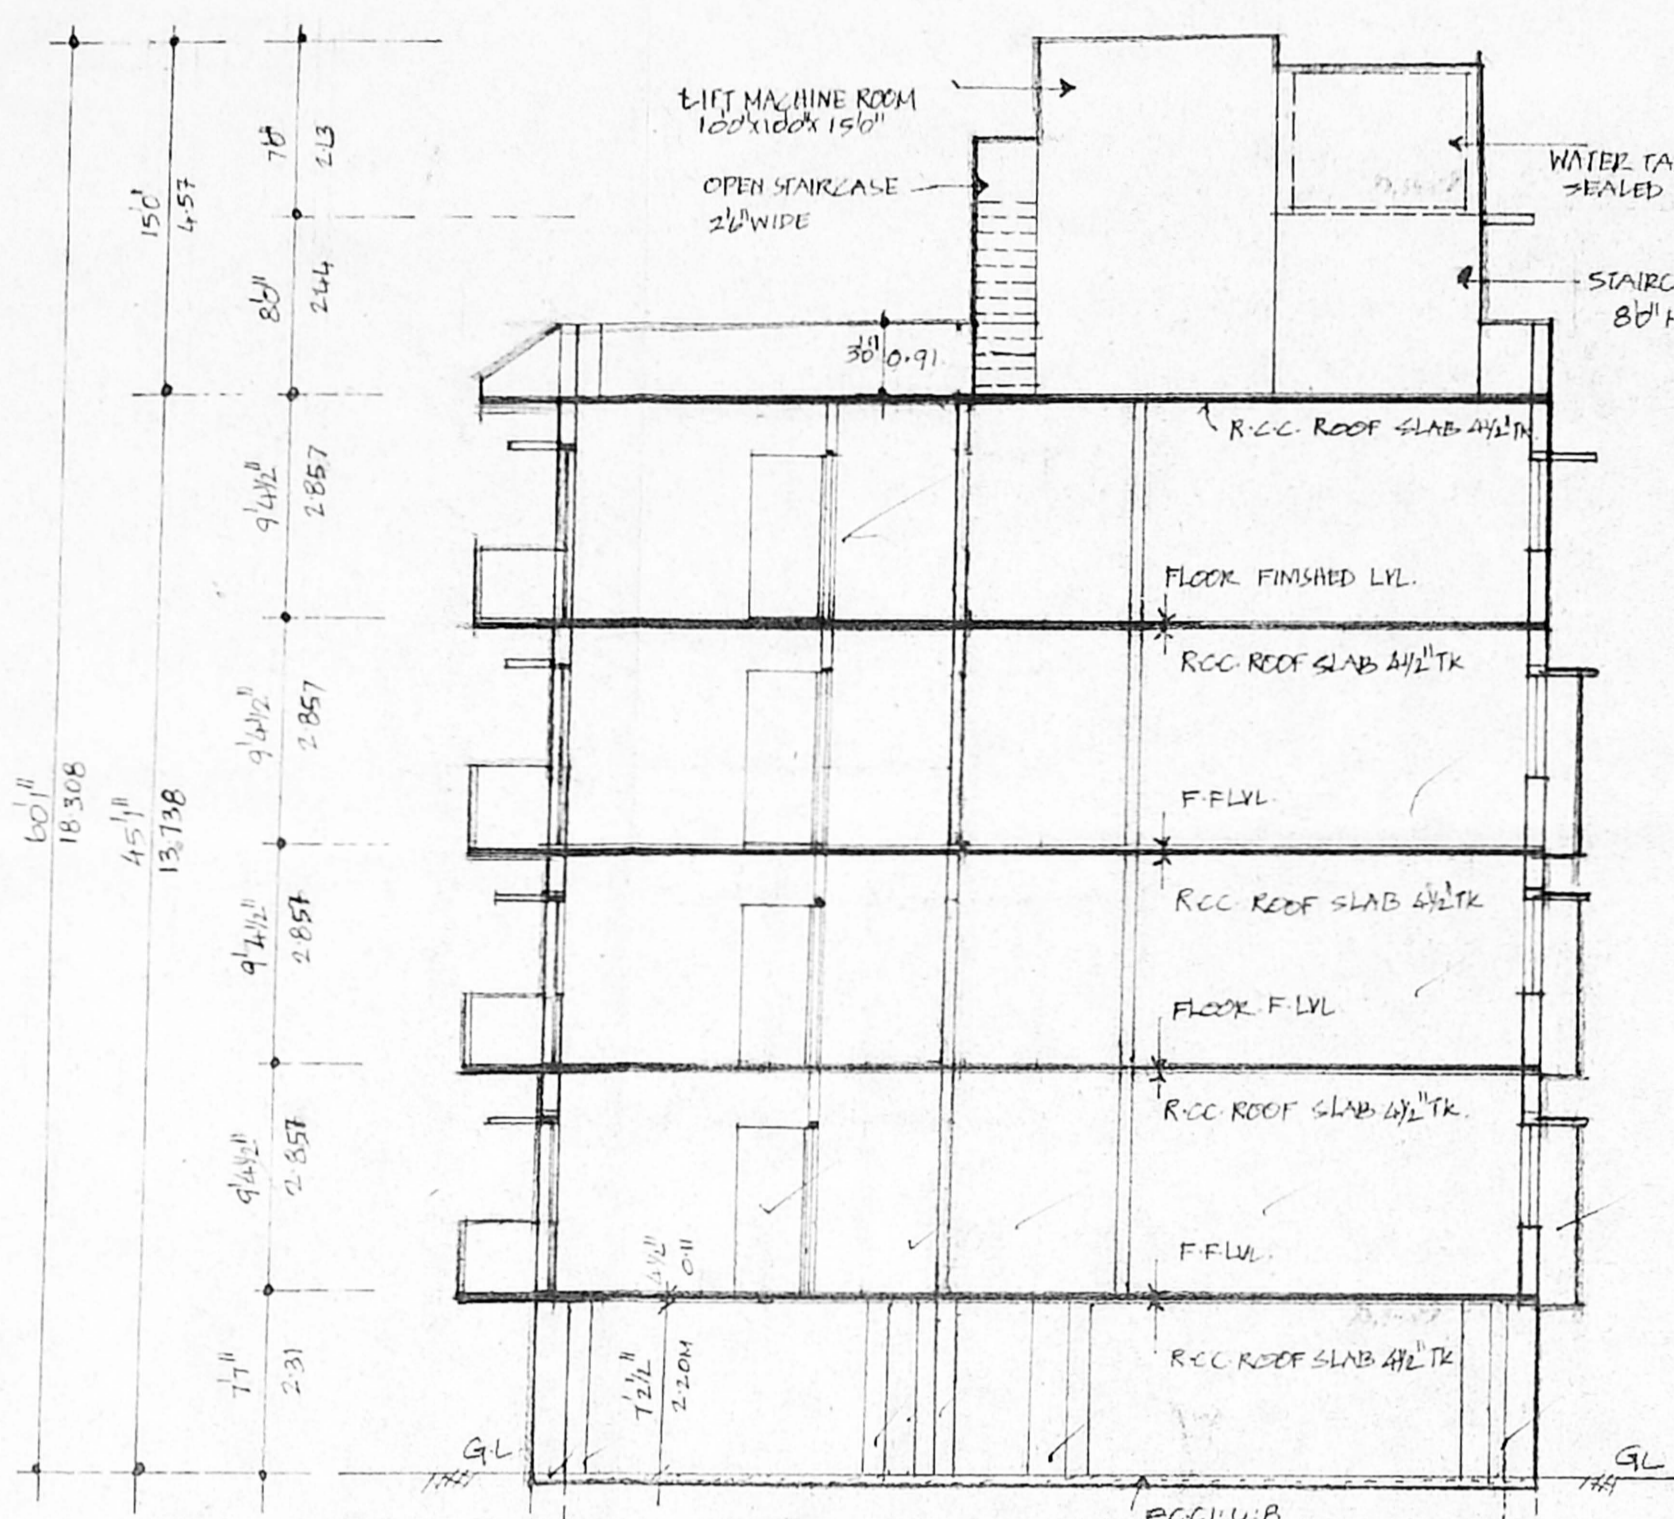 LIFT MACHINE ROOM
10'0"x10'0"x15'0"
OPEN STAIRCASE
2'6" WIDE
WATER TA
SEALED
STAIRC
8'0" H
7'0"
2.13
15'0"
4.57
8'0"
2.44
3'0" 0.91
R.C.C. ROOF SLAB 4½" TK
9'4½"
2.857
FLOOR FINISHED LVL.
R.C.C. ROOF SLAB 4½" TK
9'4½"
2.857
F.F LVL.
60'1"
18.308
45'1"
13.738
R.C.C. ROOF SLAB 4½" TK
9'4½"
2.857
FLOOR F.LVL
R.C.C. ROOF SLAB 4½" TK.
9'4½"
2.857
F.F LVL.
4½"
0.11
R.C.C. ROOF SLAB 4½" TK
7'7"
2.31
7'2½"
2.20M
G.L.
GL